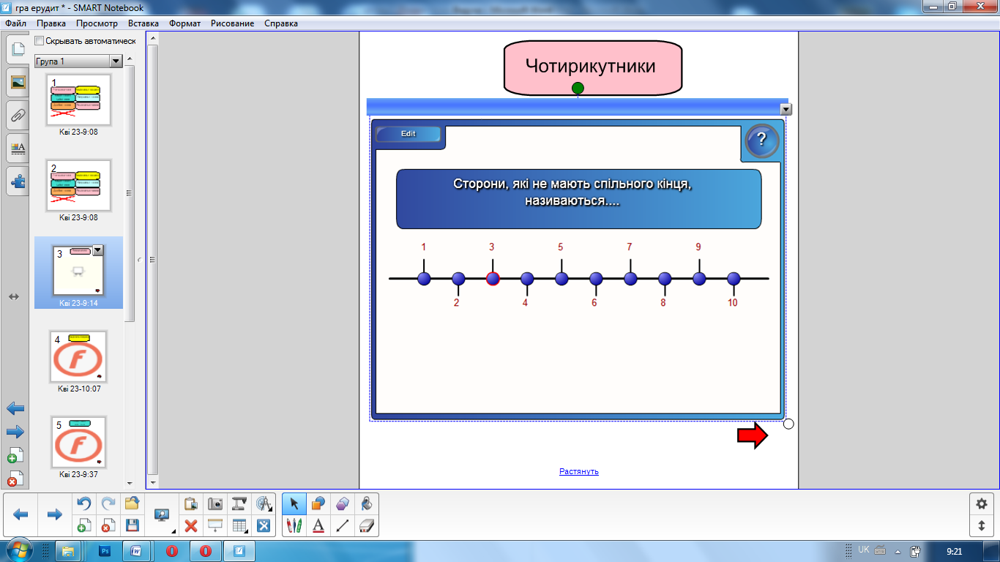 гра ерудит * - SMART Notebook
Файл Правка Просмотр Вставка Формат Рисование Справка
Скрывать автоматическ
Група 1
1
Кві 23-9:08
2
Кві 23-9:08
3
Кві 23-9:14
4
Кві 23-10:07
5
Кві 23-9:37
Чотирикутники
Edit
?
Сторони, які не мають спільного кінця,
називаються....
1 3 5 7 9
2 4 6 8 10
Растянуть
UK
9:21